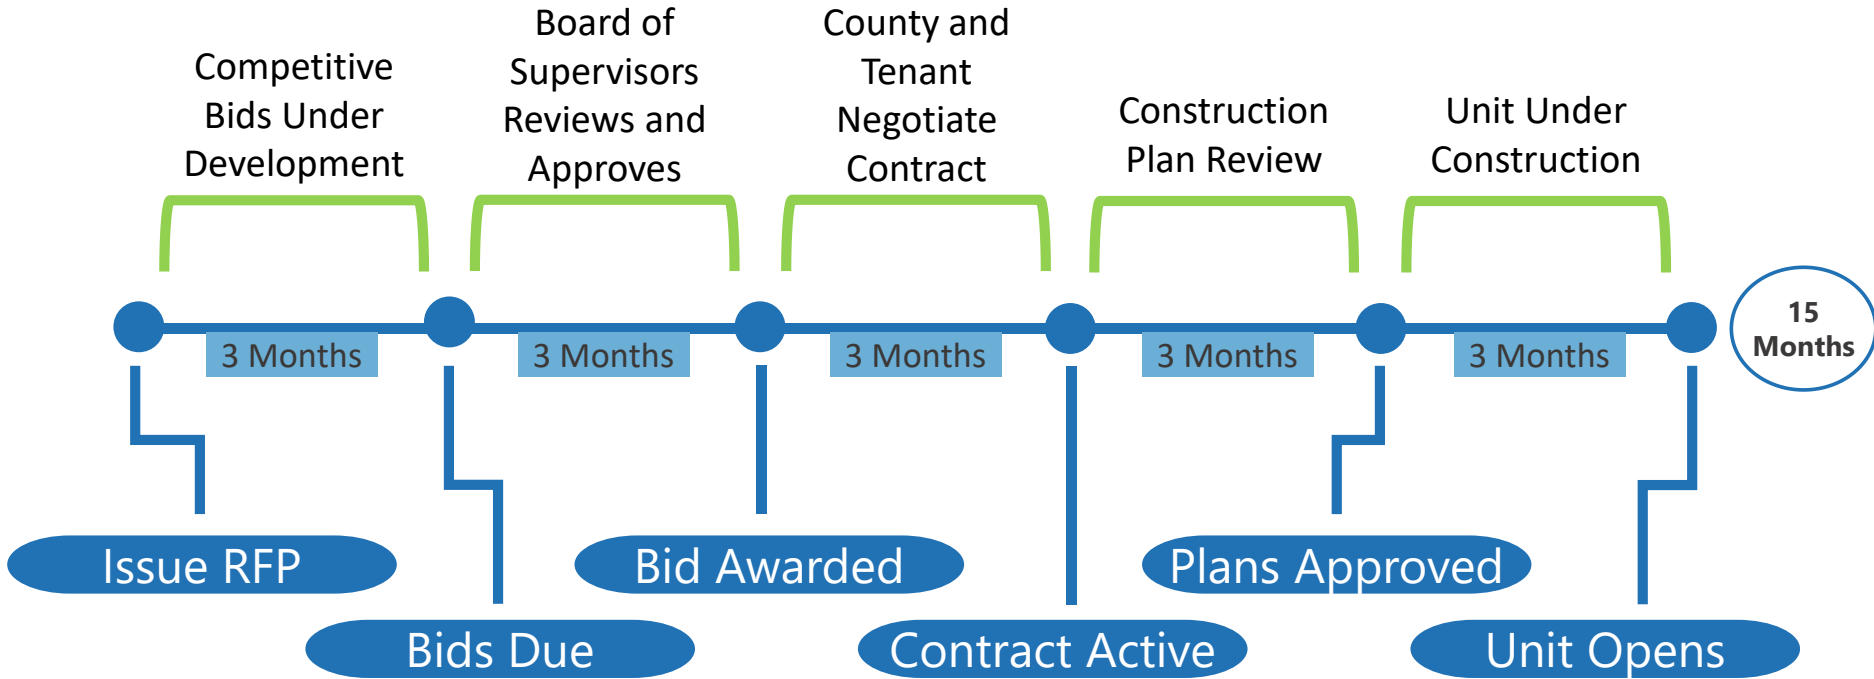 Competitive
Bids Under
Development
Board of
Supervisors
Reviews and
Approves
County and
Tenant
Negotiate
Contract
Construction
Plan Review
Unit Under
Construction
3 Months
3 Months
3 Months
3 Months
3 Months
15
Months
Issue RFP
Bids Due
Bid Awarded
Contract Active
Plans Approved
Unit Opens